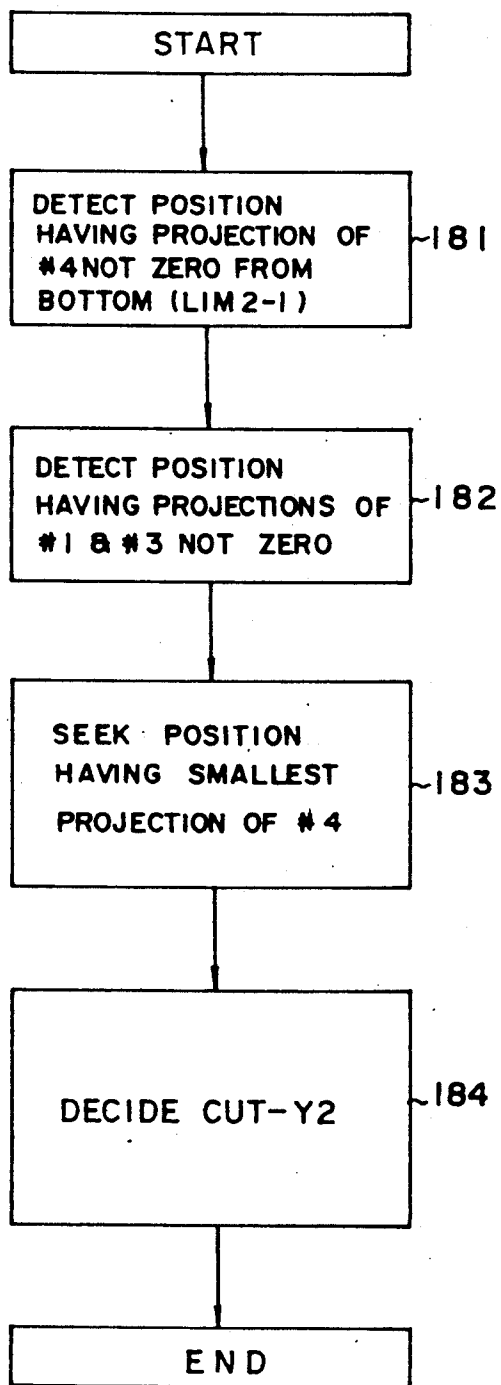 START
DETECT POSITION
HAVING PROJECTION OF
#4 NOT ZERO FROM
BOTTOM (LIM2-1)
181
DETECT POSITION
HAVING PROJECTIONS OF
#1 & #3 NOT ZERO
182
SEEK POSITION
HAVING SMALLEST
PROJECTION OF #4
183
DECIDE CUT-Y2
184
END